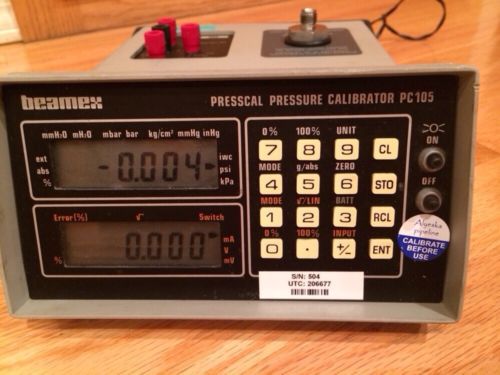 beamex
PRESSCAL PRESSURE CALIBRATOR PC105
mmH2O mH2O mbar bar kg/cm² mmHg inHg
ext
abs
%
-0.004
iwc
psi
kPa
Error(%) √ Switch
%
0.000
mA
V
mV
0% 100% UNIT
7 8 9 CL
MODE g/abs ZERO
4 5 6 STO
MODE √/LIN BATT
1 2 3 RCL
0% 100% INPUT
0 . +/- ENT
ON
OFF
Alyeska
pipeline
CALIBRATE
BEFORE
USE
S/N: 504
UTC: 206677